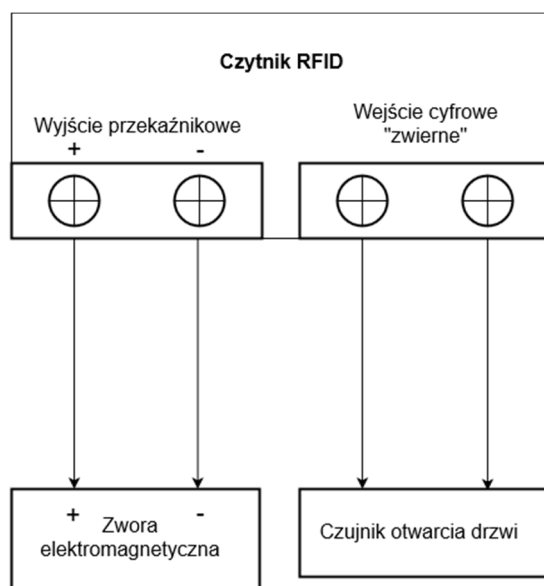 Czytnik RFID
Wyjście przekaźnikowe
+ -
Wejście cyfrowe
"zwierne"
+ -
Zwora
elektromagnetyczna
Czujnik otwarcia drzwi